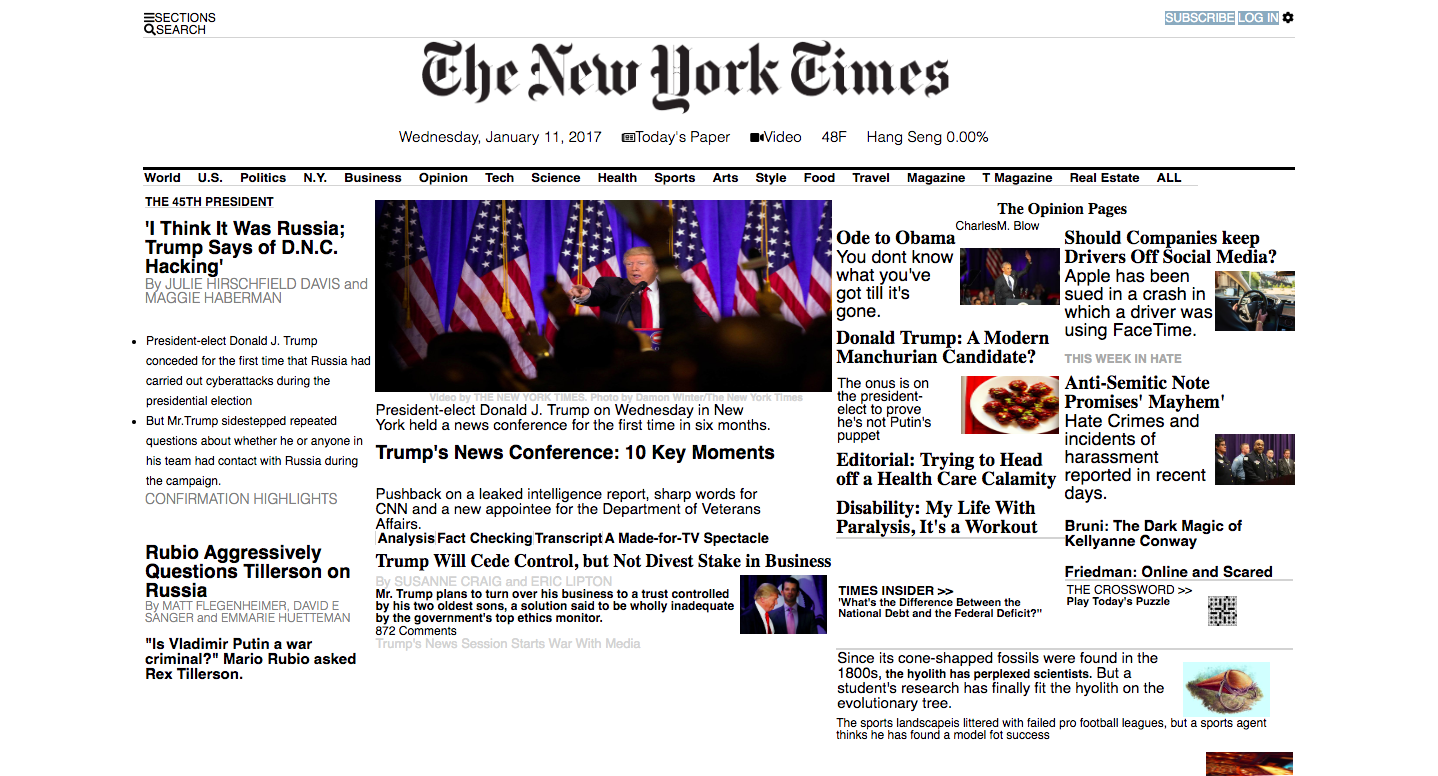 SECTIONS
SEARCH
SUBSCRIBE LOG IN
The New York Times
Wednesday, January 11, 2017 Today's Paper Video 48F Hang Seng 0.00%
World U.S. Politics N.Y. Business Opinion Tech Science Health Sports Arts Style Food Travel Magazine T Magazine Real Estate ALL
THE 45TH PRESIDENT
'I Think It Was Russia;
Trump Says of D.N.C.
Hacking'
By JULIE HIRSCHFIELD DAVIS and
MAGGIE HABERMAN
President-elect Donald J. Trump
conceded for the first time that Russia had
carried out cyberattacks during the
presidential election
But Mr.Trump sidestepped repeated
questions about whether he or anyone in
his team had contact with Russia during
the campaign.
CONFIRMATION HIGHLIGHTS
Rubio Aggressively
Questions Tillerson on
Russia
By MATT FLEGENHEIMER, DAVID E
SANGER and EMMARIE HUETTEMAN
"Is Vladimir Putin a war
criminal?" Mario Rubio asked
Rex Tillerson.
Video by THE NEW YORK TIMES. Photo by Damon Winter/The New York Times
President-elect Donald J. Trump on Wednesday in New
York held a news conference for the first time in six months.
Trump's News Conference: 10 Key Moments
Pushback on a leaked intelligence report, sharp words for
CNN and a new appointee for the Department of Veterans
Affairs.
Analysis Fact Checking Transcript A Made-for-TV Spectacle
Trump Will Cede Control, but Not Divest Stake in Business
By SUSANNE CRAIG and ERIC LIPTON
Mr. Trump plans to turn over his business to a trust controlled
by his two oldest sons, a solution said to be wholly inadequate
by the government's top ethics monitor.
872 Comments
Trump's News Session Starts War With Media
The Opinion Pages
CharlesM. Blow
Ode to Obama
You dont know
what you've
got till it's
gone.
Donald Trump: A Modern
Manchurian Candidate?
The onus is on
the president-
elect to prove
he's not Putin's
puppet
Editorial: Trying to Head
off a Health Care Calamity
Disability: My Life With
Paralysis, It's a Workout
Should Companies keep
Drivers Off Social Media?
Apple has been
sued in a crash in
which a driver was
using FaceTime.
THIS WEEK IN HATE
Anti-Semitic Note
Promises' Mayhem'
Hate Crimes and
incidents of
harassment
reported in recent
days.
Bruni: The Dark Magic of
Kellyanne Conway
Friedman: Online and Scared
TIMES INSIDER >>
'What's the Difference Between the
National Debt and the Federal Deficit?"
THE CROSSWORD >>
Play Today's Puzzle
Since its cone-shapped fossils were found in the
1800s, the hyolith has perplexed scientists. But a
student's research has finally fit the hyolith on the
evolutionary tree.
The sports landscapeis littered with failed pro football leagues, but a sports agent
thinks he has found a model fot success